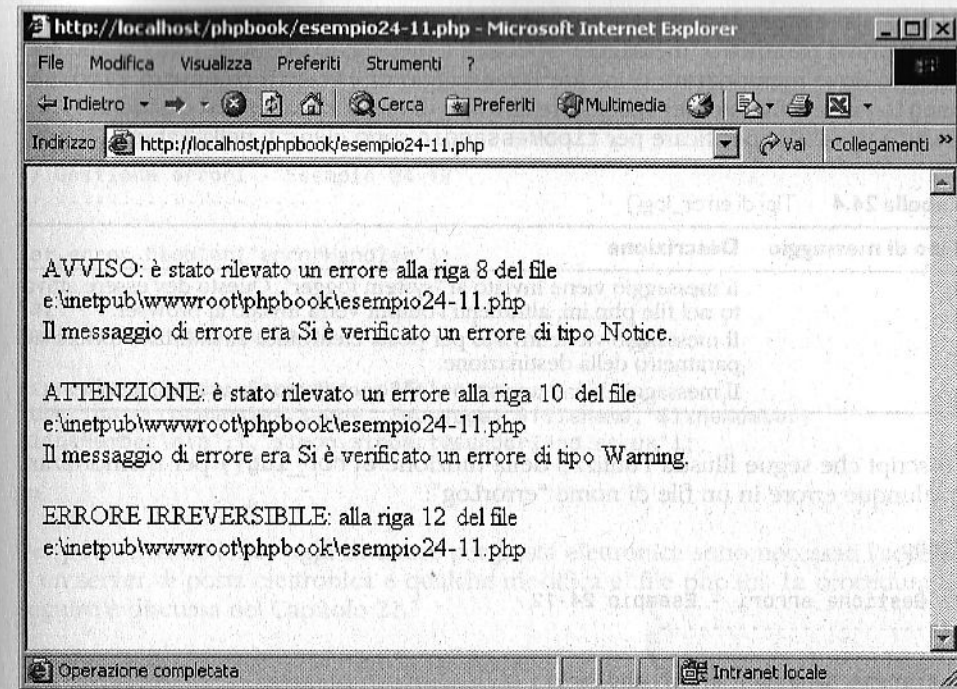 http://localhost/phpbook/esempio24-11.php - Microsoft Internet Explorer
File Modifica Visualizza Preferiti Strumenti ?
Indietro Cerca Preferiti Multimedia
Indirizzo http://localhost/phpbook/esempio24-11.php Vai Collegamenti »
AVVISO: è stato rilevato un errore alla riga 8 del file
e:\inetpub\wwwroot\phpbook\esempio24-11.php
Il messaggio di errore era Si è verificato un errore di tipo Notice.
ATTENZIONE: è stato rilevato un errore alla riga 10 del file
e:\inetpub\wwwroot\phpbook\esempio24-11.php
Il messaggio di errore era Si è verificato un errore di tipo Warning.
ERRORE IRREVERSIBILE: alla riga 12 del file
e:\inetpub\wwwroot\phpbook\esempio24-11.php
Operazione completata Intranet locale